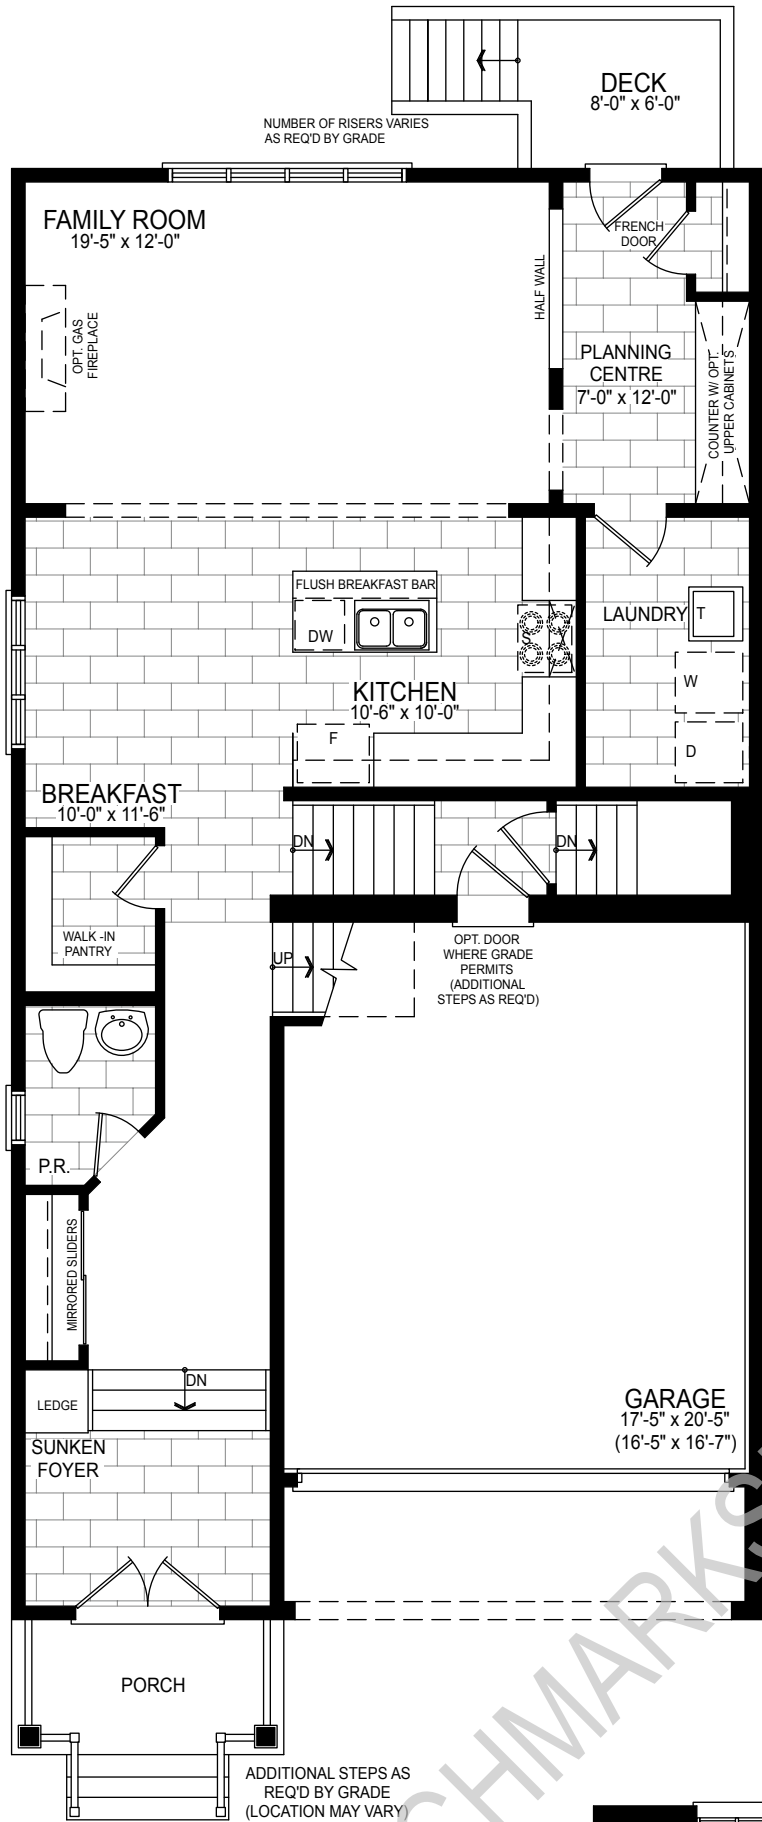 DECK
8'-0" x 6'-0"
NUMBER OF RISERS VARIES
AS REQ'D BY GRADE
FAMILY ROOM
19'-5" x 12'-0"
FRENCH
DOOR
HALF WALL
OPT. GAS
FIREPLACE
PLANNING
CENTRE
7'-0" x 12'-0"
COUNTER W/ OPT.
UPPER CABINETS
FLUSH BREAKFAST BAR
DW
S
LAUNDRY
T
W
D
KITCHEN
10'-6" x 10'-0"
F
BREAKFAST
10'-0" x 11'-6"
DN
DN
WALK -IN
PANTRY
UP
OPT. DOOR
WHERE GRADE
PERMITS
(ADDITIONAL
STEPS AS REQ'D)
P.R.
MIRRORED SLIDERS
DN
LEDGE
SUNKEN
FOYER
GARAGE
17'-5" x 20'-5"
(16'-5" x 16'-7")
PORCH
ADDITIONAL STEPS AS
REQ'D BY GRADE
(LOCATION MAY VARY)